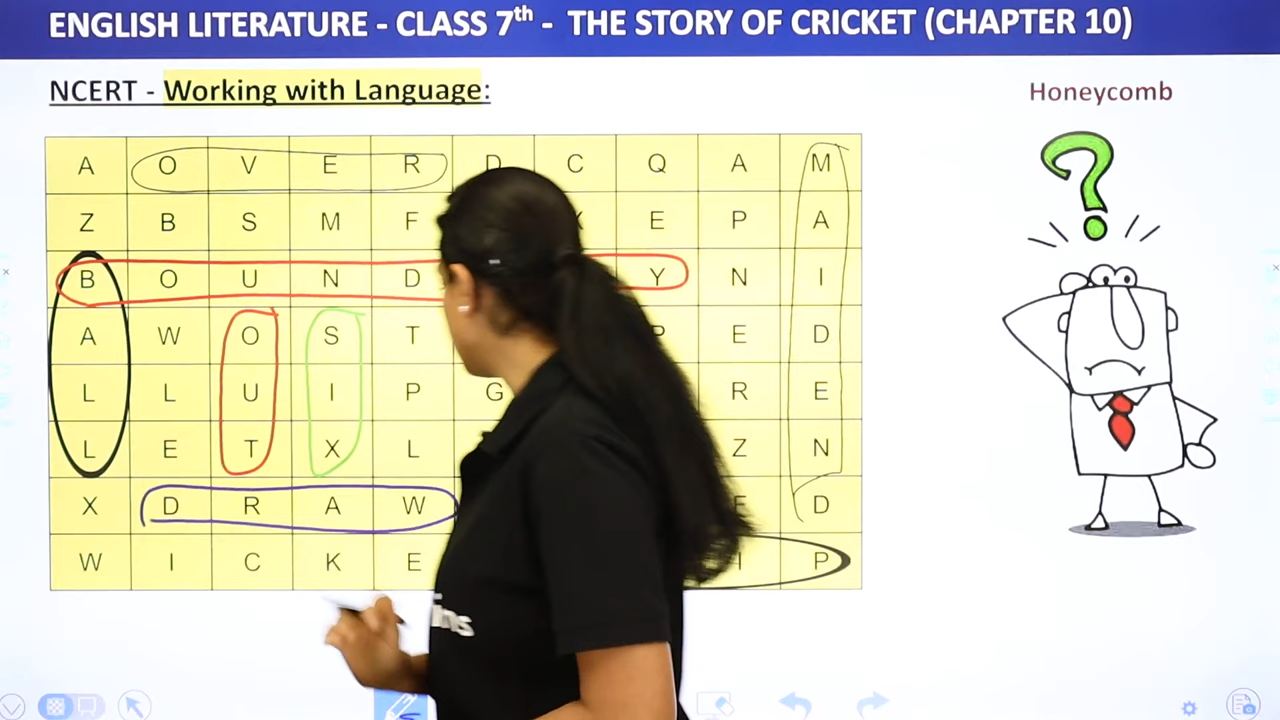 ENGLISH LITERATURE - CLASS 7th - THE STORY OF CRICKET (CHAPTER 10)
NCERT - Working with Language:
Honeycomb
A O V E R D C Q A M
Z B S M F E P A
B O U N D Y N I
A W O S T E D
L L U I P G R E
L E T X L Z N
X D R A W D
W I C K E I P